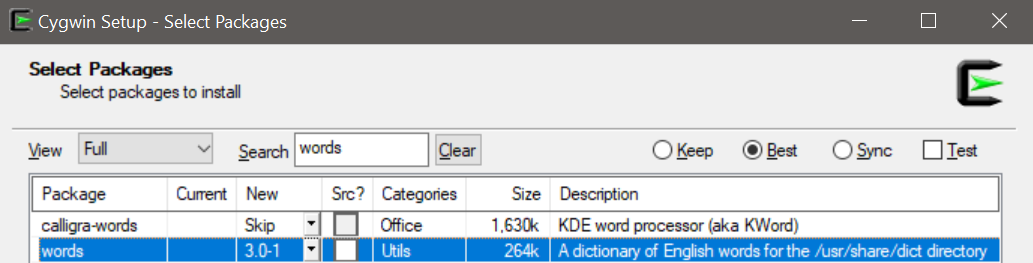 Cygwin Setup - Select Packages
Select Packages
Select packages to install
View Full Search words Clear Keep Best Sync Test
Package Current New Src? Categories Size Description
calligra-words Skip Office 1,630k KDE word processor (aka KWord)
words 3.0-1 Utils 264k A dictionary of English words for the /usr/share/dict directory